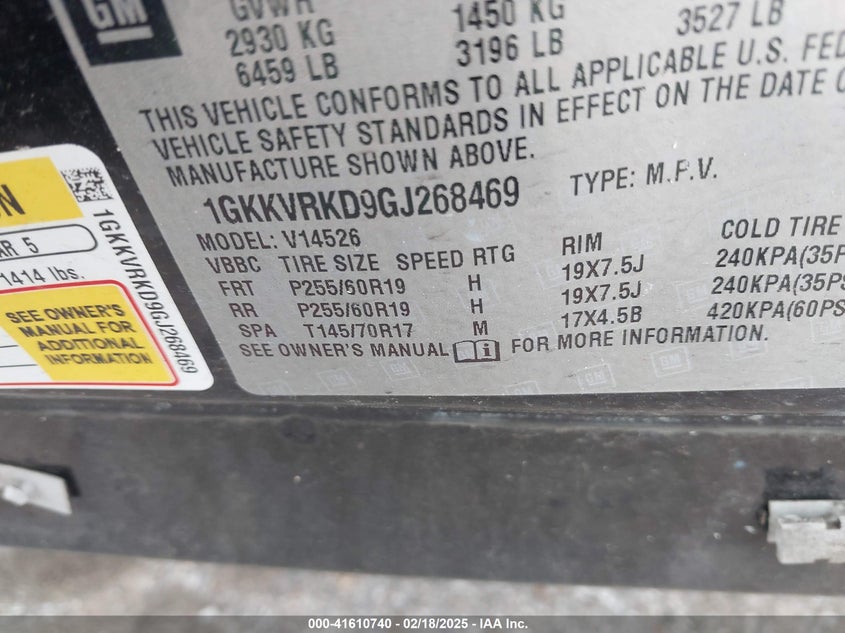 GM
GVWR
2930 KG
6459 LB
1450 KG
3196 LB
3527 LB
THIS VEHICLE CONFORMS TO ALL APPLICABLE U.S. FED
VEHICLE SAFETY STANDARDS IN EFFECT ON THE DATE O
MANUFACTURE SHOWN ABOVE.
1GKKVRKD9GJ268469 TYPE: M.P.V.
MODEL: V14526
VBBC TIRE SIZE SPEED RTG RIM COLD TIRE
FRT P255/60R19 H 19X7.5J 240KPA(35P
RR P255/60R19 H 19X7.5J 240KPA(35PS
SPA T145/70R17 M 17X4.5B 420KPA(60PS
SEE OWNER'S MANUAL FOR MORE INFORMATION.
N
AR 5
1414 lbs.
SEE OWNER'S
MANUAL FOR
ADDITIONAL
INFORMATION
1GKKVRKD9GJ268469
000-41610740 - 02/18/2025 - IAA Inc.